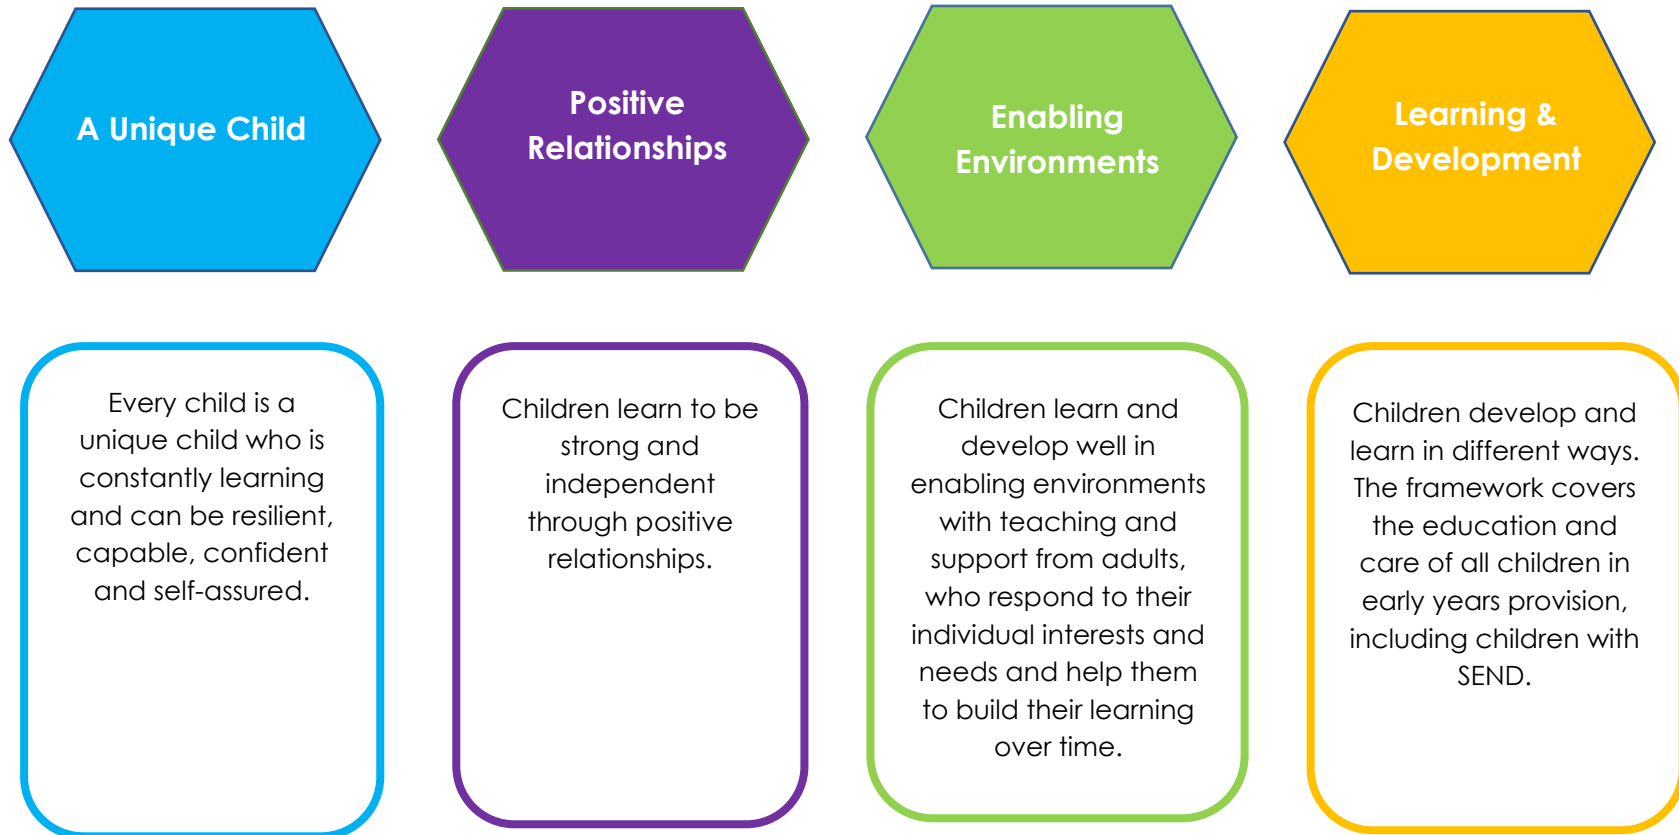 A Unique Child
Positive
Relationships
Enabling
Environments
Learning &
Development
Every child is a
unique child who is
constantly learning
and can be resilient,
capable, confident
and self-assured.
Children learn to be
strong and
independent
through positive
relationships.
Children learn and
develop well in
enabling environments
with teaching and
support from adults,
who respond to their
individual interests and
needs and help them
to build their learning
over time.
Children develop and
learn in different ways.
The framework covers
the education and
care of all children in
early years provision,
including children with
SEND.